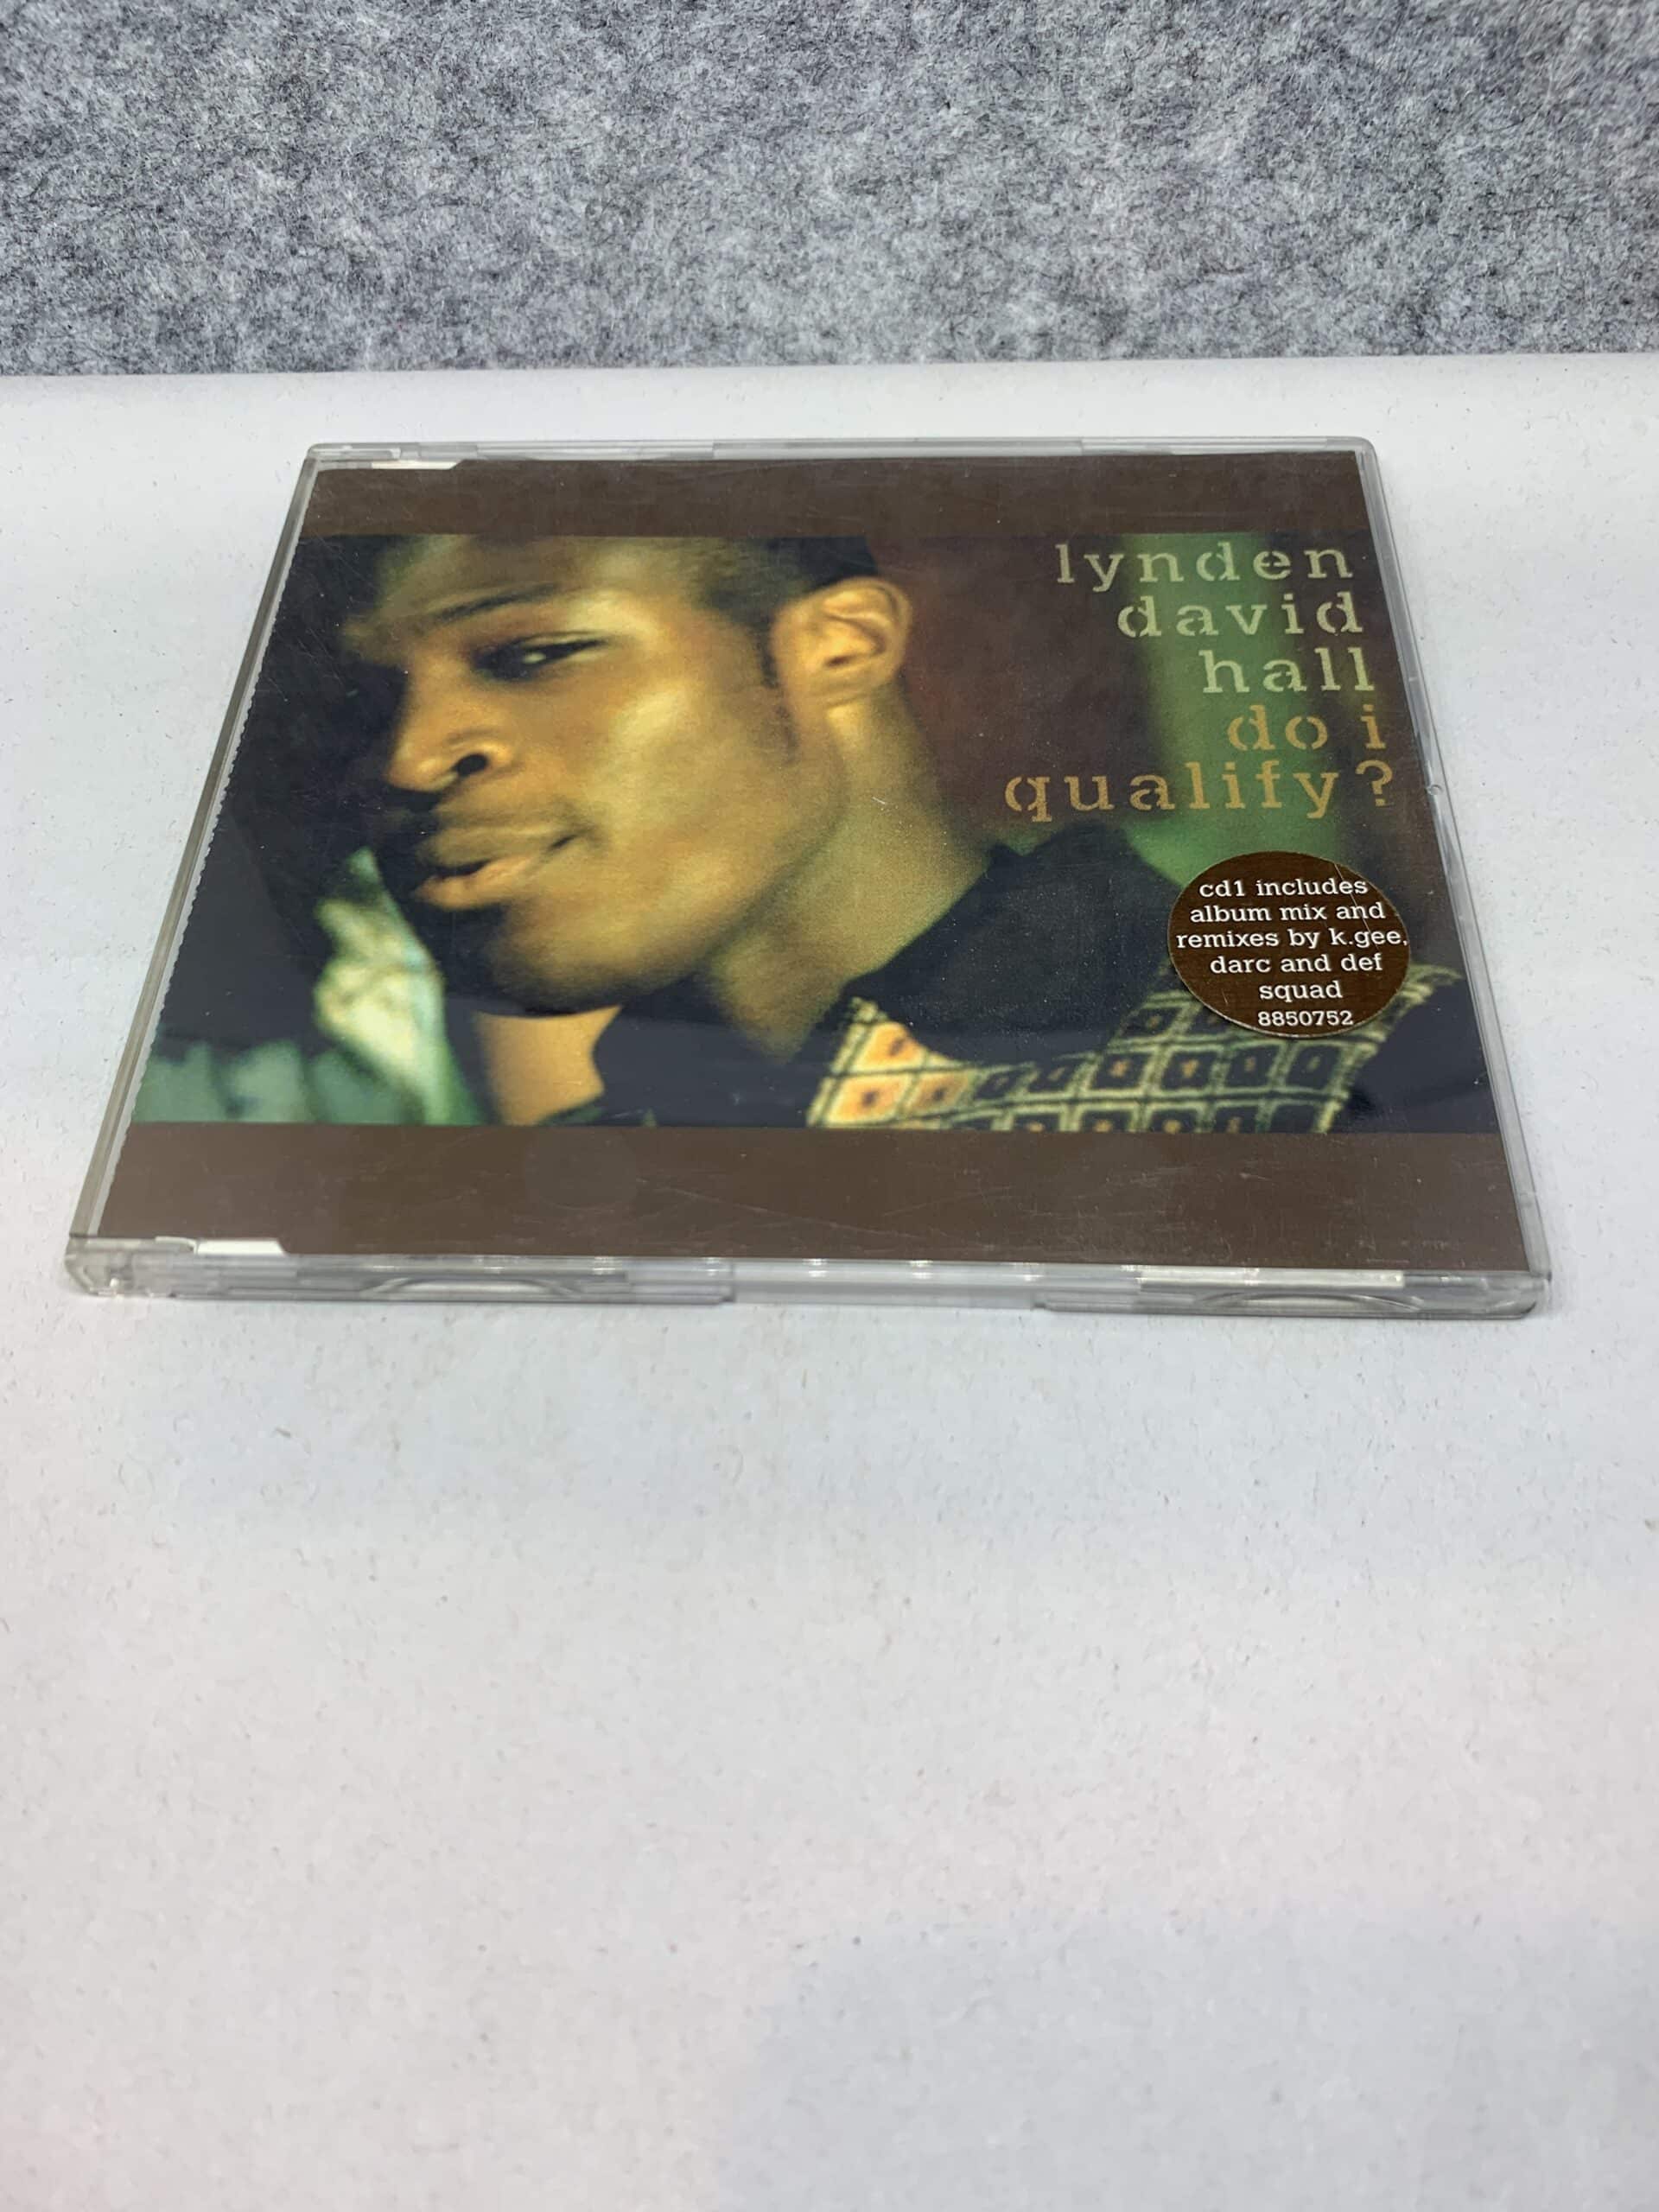 lynden
david
hall
do i
qualify?
cd1 includes
album mix and
remixes by k.gee,
darc and def
squad
8850752